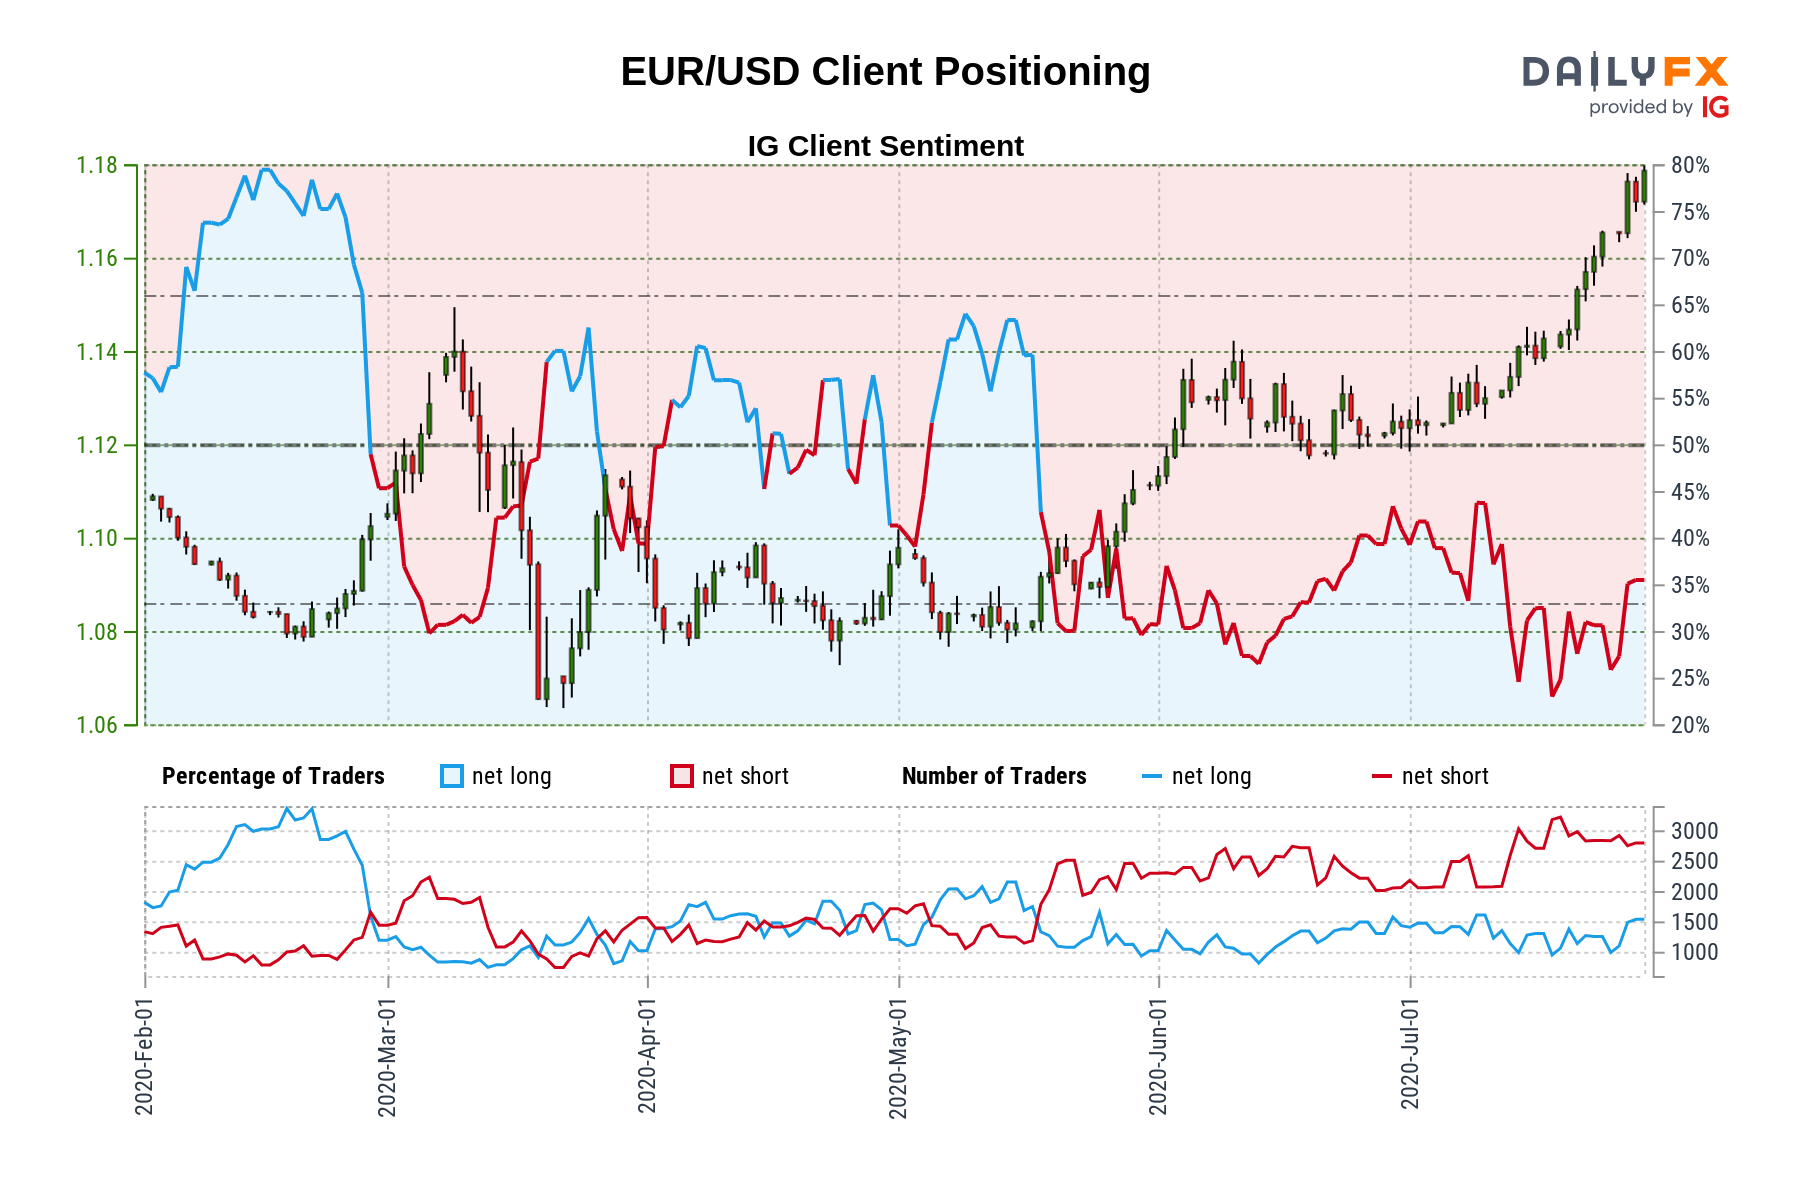 EUR/USD Client Positioning
DAILYFX
provided by IG
IG Client Sentiment
1.18
1.16
1.14
1.12
1.10
1.08
1.06
80%
75%
70%
65%
60%
55%
50%
45%
40%
35%
30%
25%
20%
Percentage of Traders net long net short Number of Traders net long net short
3000
2500
2000
1500
1000
2020-Feb-01
2020-Mar-01
2020-Apr-01
2020-May-01
2020-Jun-01
2020-Jul-01